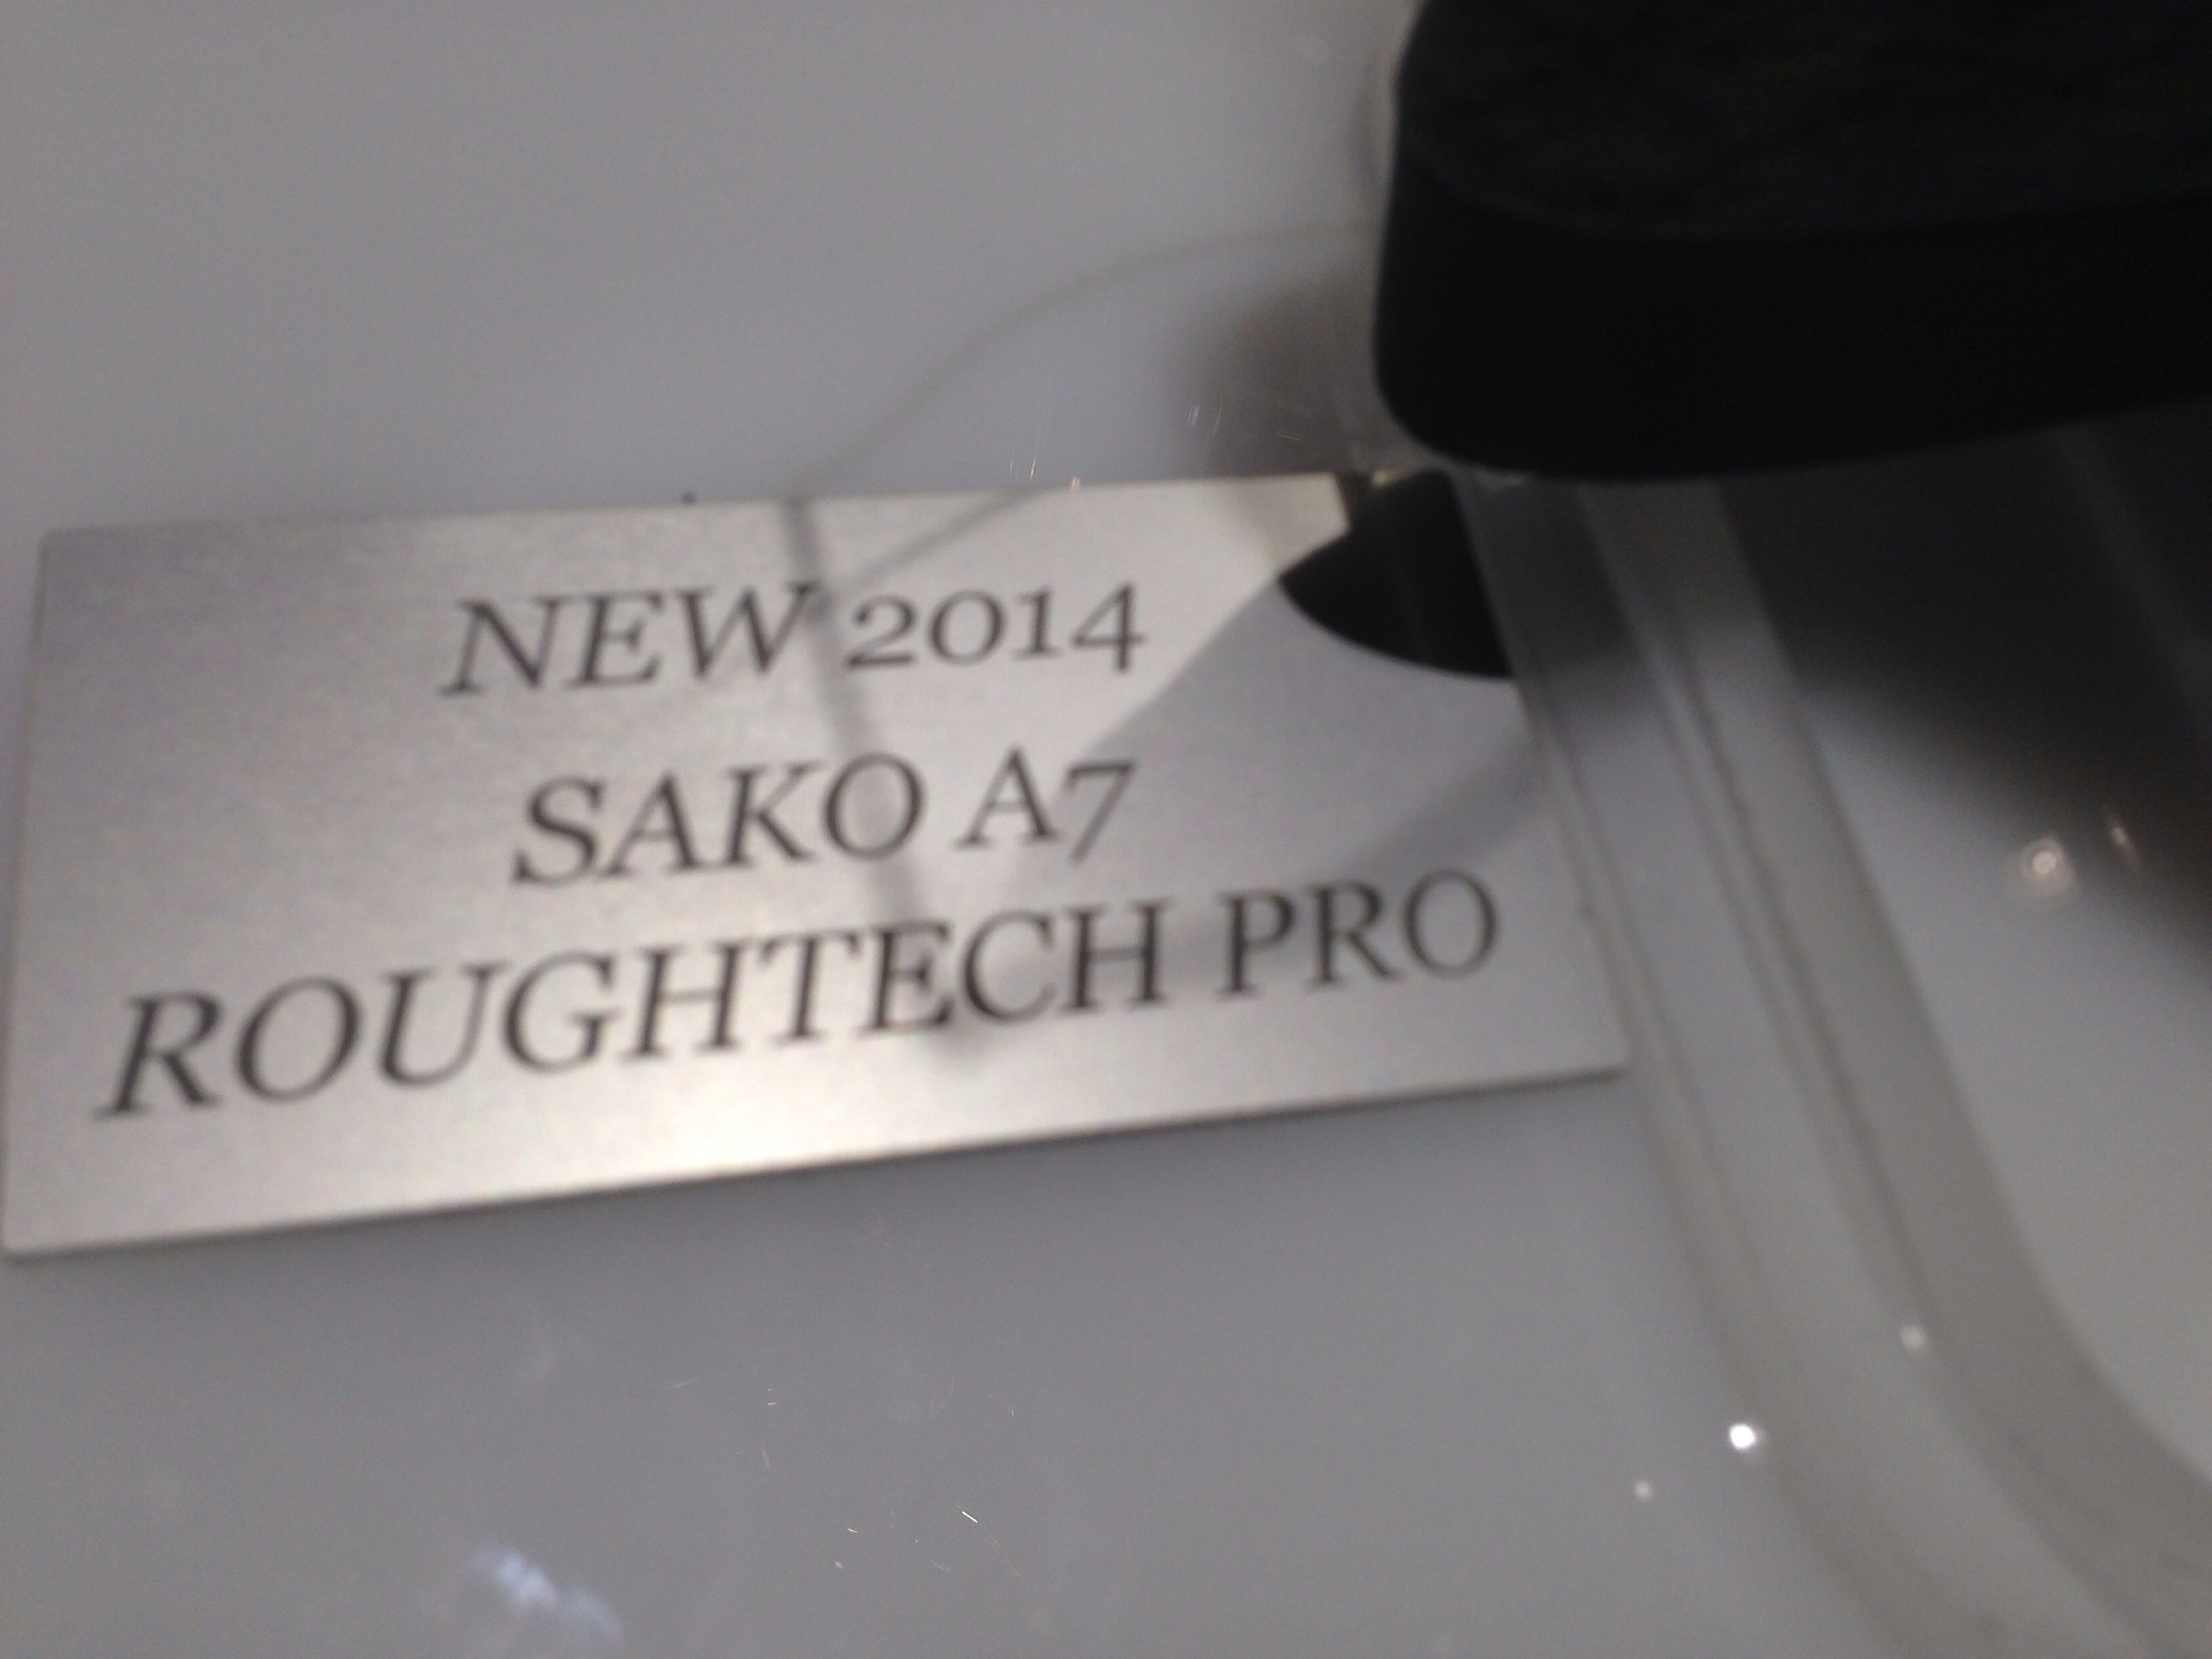 NEW 2014
SAKO A7
ROUGHTECH PRO